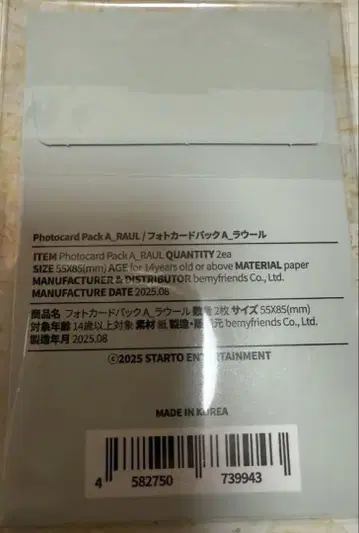 Photocard Pack A_RAUL / フォトカードパック A_ラウール
ITEM Photocard Pack A_RAUL QUANTITY 2ea
SIZE 55X85(mm) AGE for 14years old or above MATERIAL paper
MANUFACTURER & DISTRIBUTOR bemyfriends Co., Ltd.
MANUFACTURE DATE 2025.08
商品名 フォトカードパック A_ラウール 数量 2枚 サイズ 55X85(mm)
対象年齢 14歳以上対象 素材 紙 製造・販売元 bemyfriends Co., Ltd.
製造年月 2025.08
©2025 STARTO ENTERTAINMENT
MADE IN KOREA
4 582750 739943